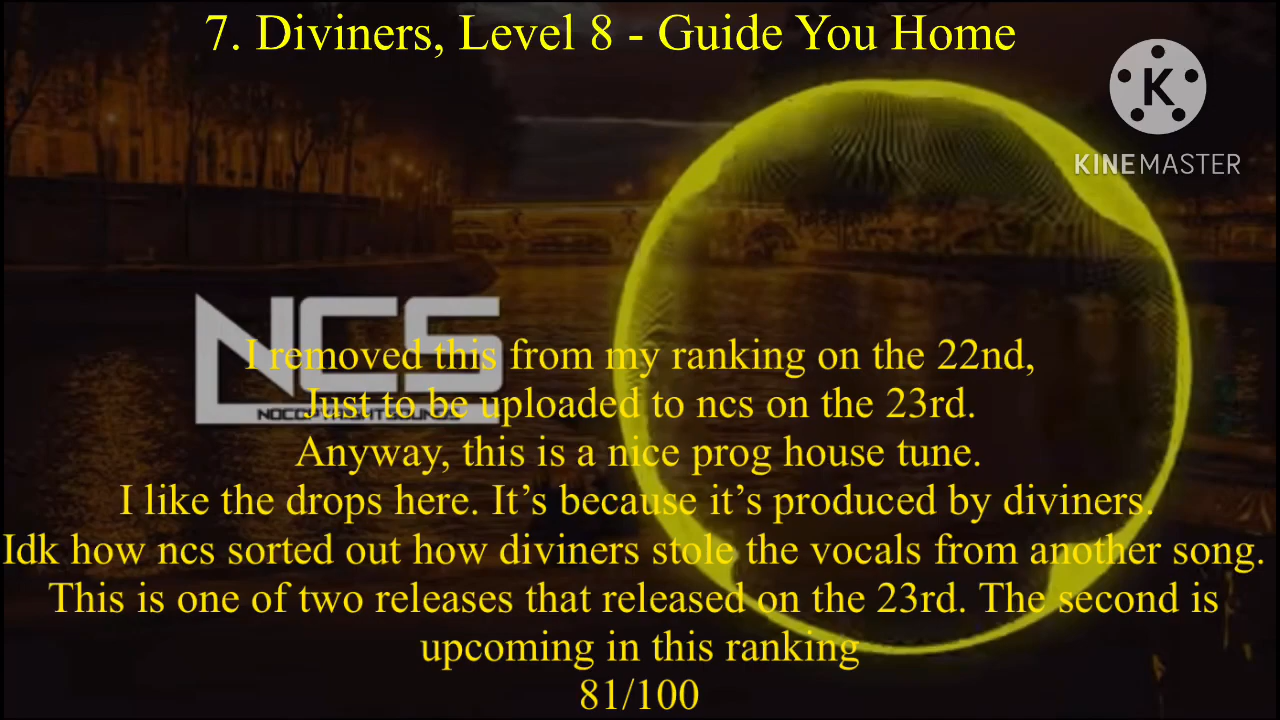 7. Diviners, Level 8 - Guide You Home
K
KINEMASTER
NCS
NOCOPYRIGHTSOUNDS
I removed this from my ranking on the 22nd,
Just to be uploaded to ncs on the 23rd.
Anyway, this is a nice prog house tune.
I like the drops here. It’s because it’s produced by diviners.
Idk how ncs sorted out how diviners stole the vocals from another song.
This is one of two releases that released on the 23rd. The second is
upcoming in this ranking
81/100